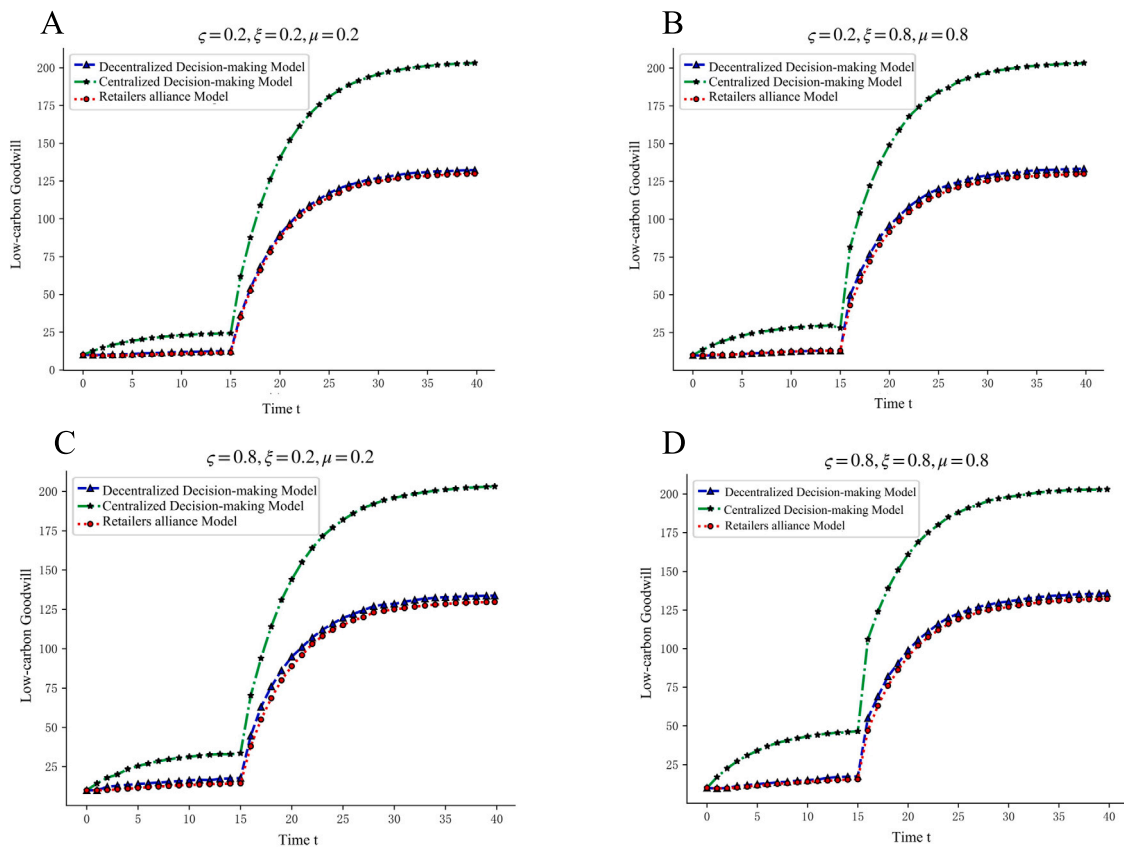 A
ς = 0.2, ξ = 0.2, μ = 0.2
Decentralized Decision-making Model
Centralized Decision-making Model
Retailers alliance Model
Low-carbon Goodwill
200
175
150
125
100
75
50
25
0
0 5 10 15 20 25 30 35 40
Time t
B
ς = 0.2, ξ = 0.8, μ = 0.8
Decentralized Decision-making Model
Centralized Decision-making Model
Retailers alliance Model
Low-carbon Goodwill
200
175
150
125
100
75
50
25
0
0 5 10 15 20 25 30 35 40
Time t
C
ς = 0.8, ξ = 0.2, μ = 0.2
Decentralized Decision-making Model
Centralized Decision-making Model
Retailers alliance Model
Low-carbon Goodwill
200
175
150
125
100
75
50
25
0 5 10 15 20 25 30 35 40
Time t
D
ς = 0.8, ξ = 0.8, μ = 0.8
Decentralized Decision-making Model
Centralized Decision-making Model
Retailers alliance Model
Low-carbon Goodwill
200
175
150
125
100
75
50
25
0 5 10 15 20 25 30 35 40
Time t